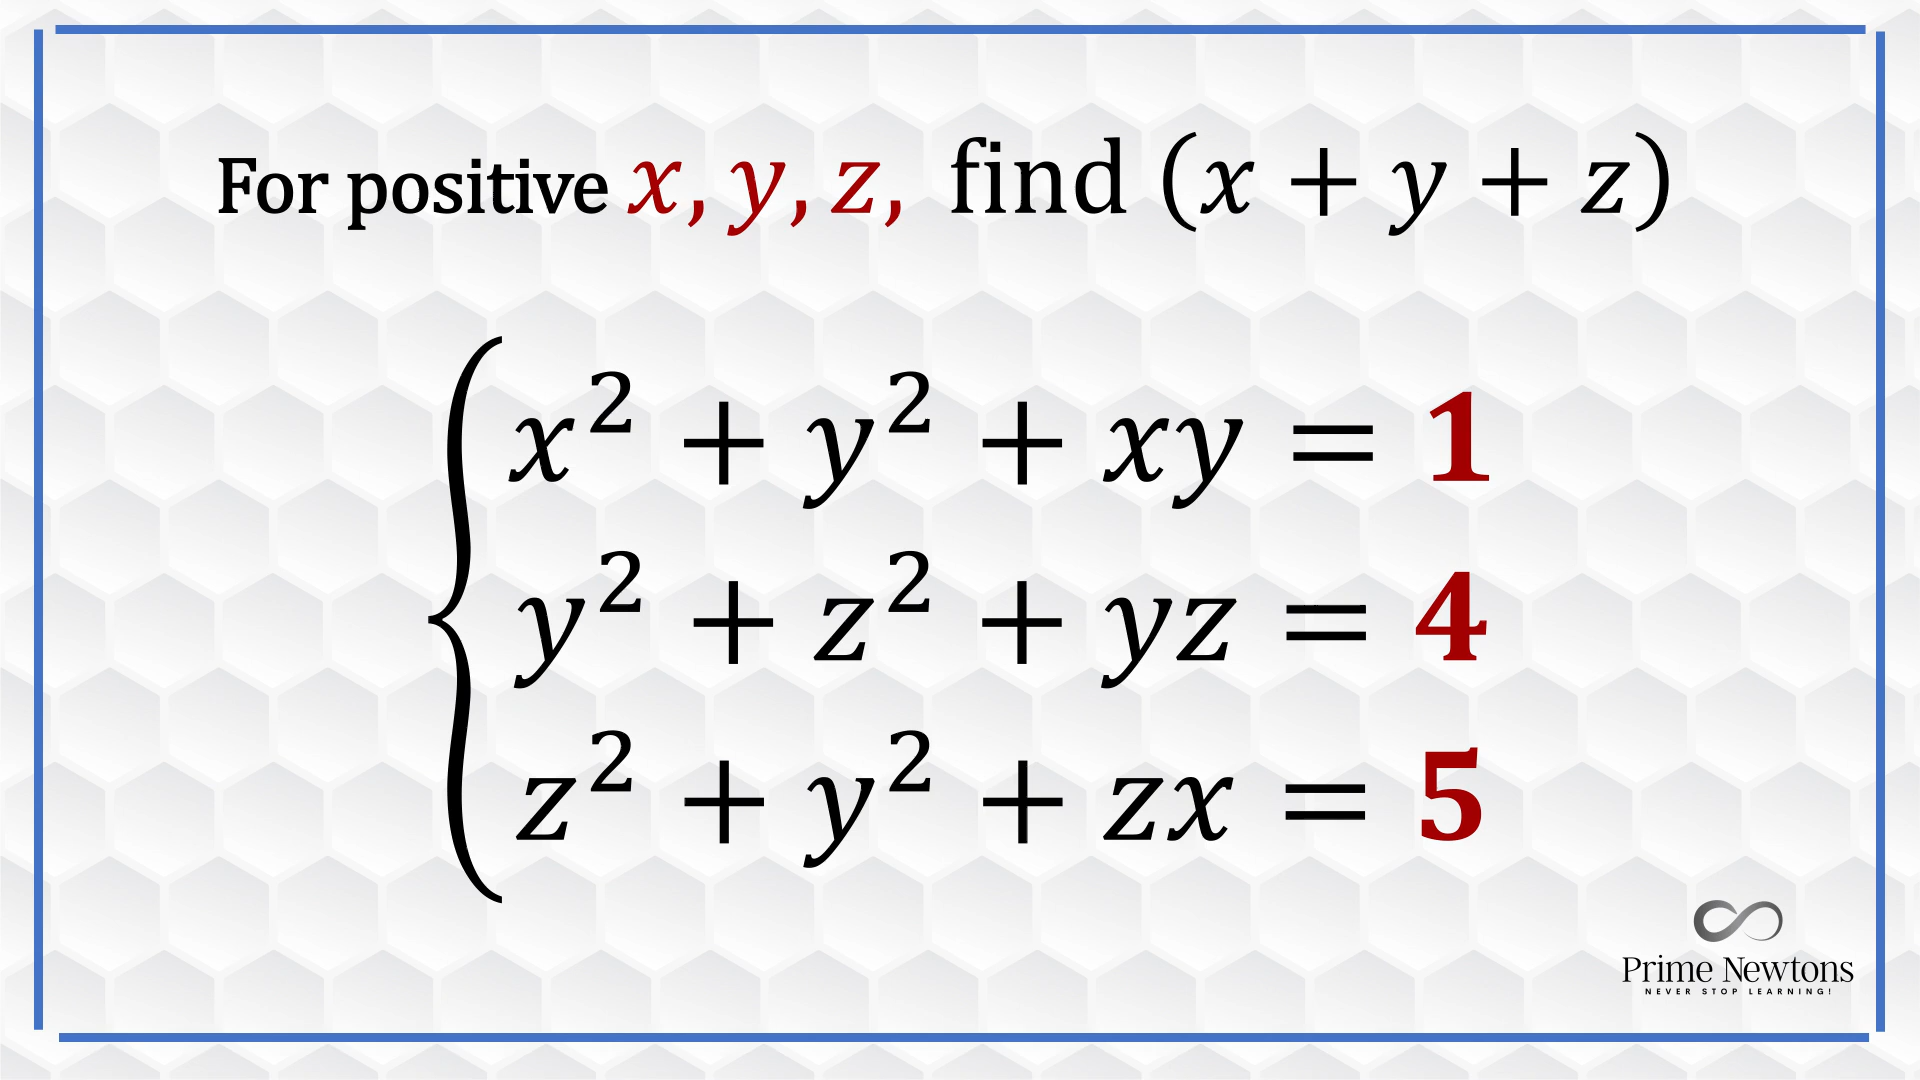 For positive x, y, z, find (x + y + z)
x² + y² + xy = 1
y² + z² + yz = 4
z² + y² + zx = 5
Prime Newtons
NEVER STOP LEARNING!